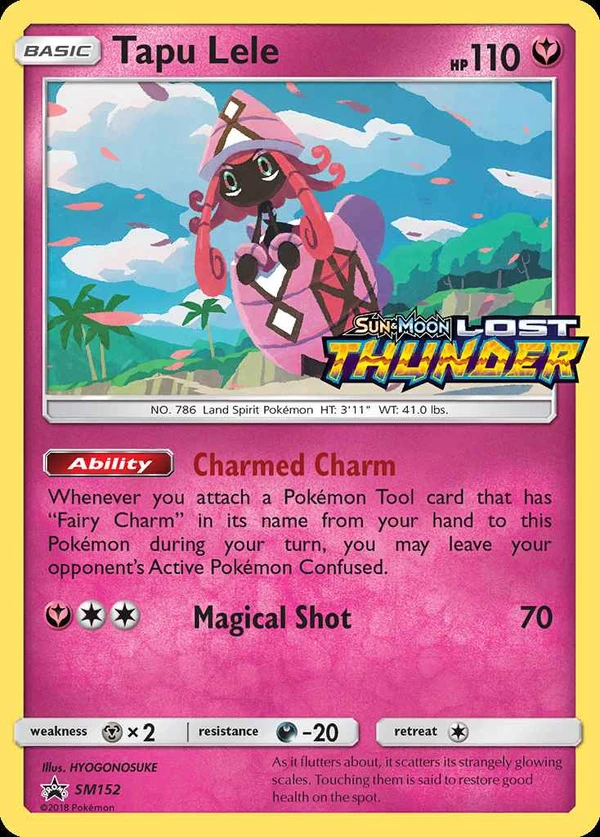 BASIC Tapu Lele HP 110
SUN & MOON LOST
THUNDER
NO. 786 Land Spirit Pokémon HT: 3'11" WT: 41.0 lbs.
Ability Charmed Charm
Whenever you attach a Pokémon Tool card that has
“Fairy Charm” in its name from your hand to this
Pokémon during your turn, you may leave your
opponent’s Active Pokémon Confused.
Magical Shot 70
weakness ×2 resistance -20 retreat
Illus. HYOGONOSUKE
As it flutters about, it scatters its strangely glowing
scales. Touching them is said to restore good
health on the spot.
PROMO SM152
©2018 Pokémon